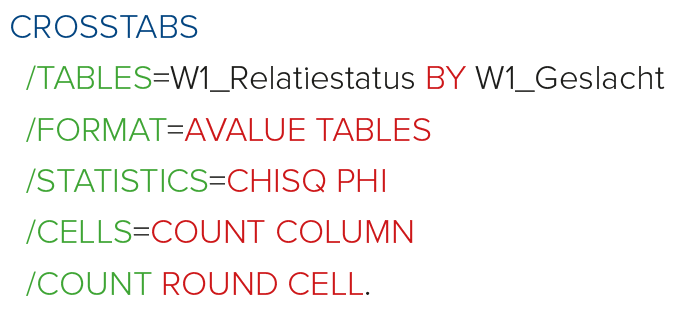 CROSSTABS
/TABLES=W1_Relatiestatus BY W1_Geslacht
/FORMAT=AVALUE TABLES
/STATISTICS=CHISQ PHI
/CELLS=COUNT COLUMN
/COUNT ROUND CELL.